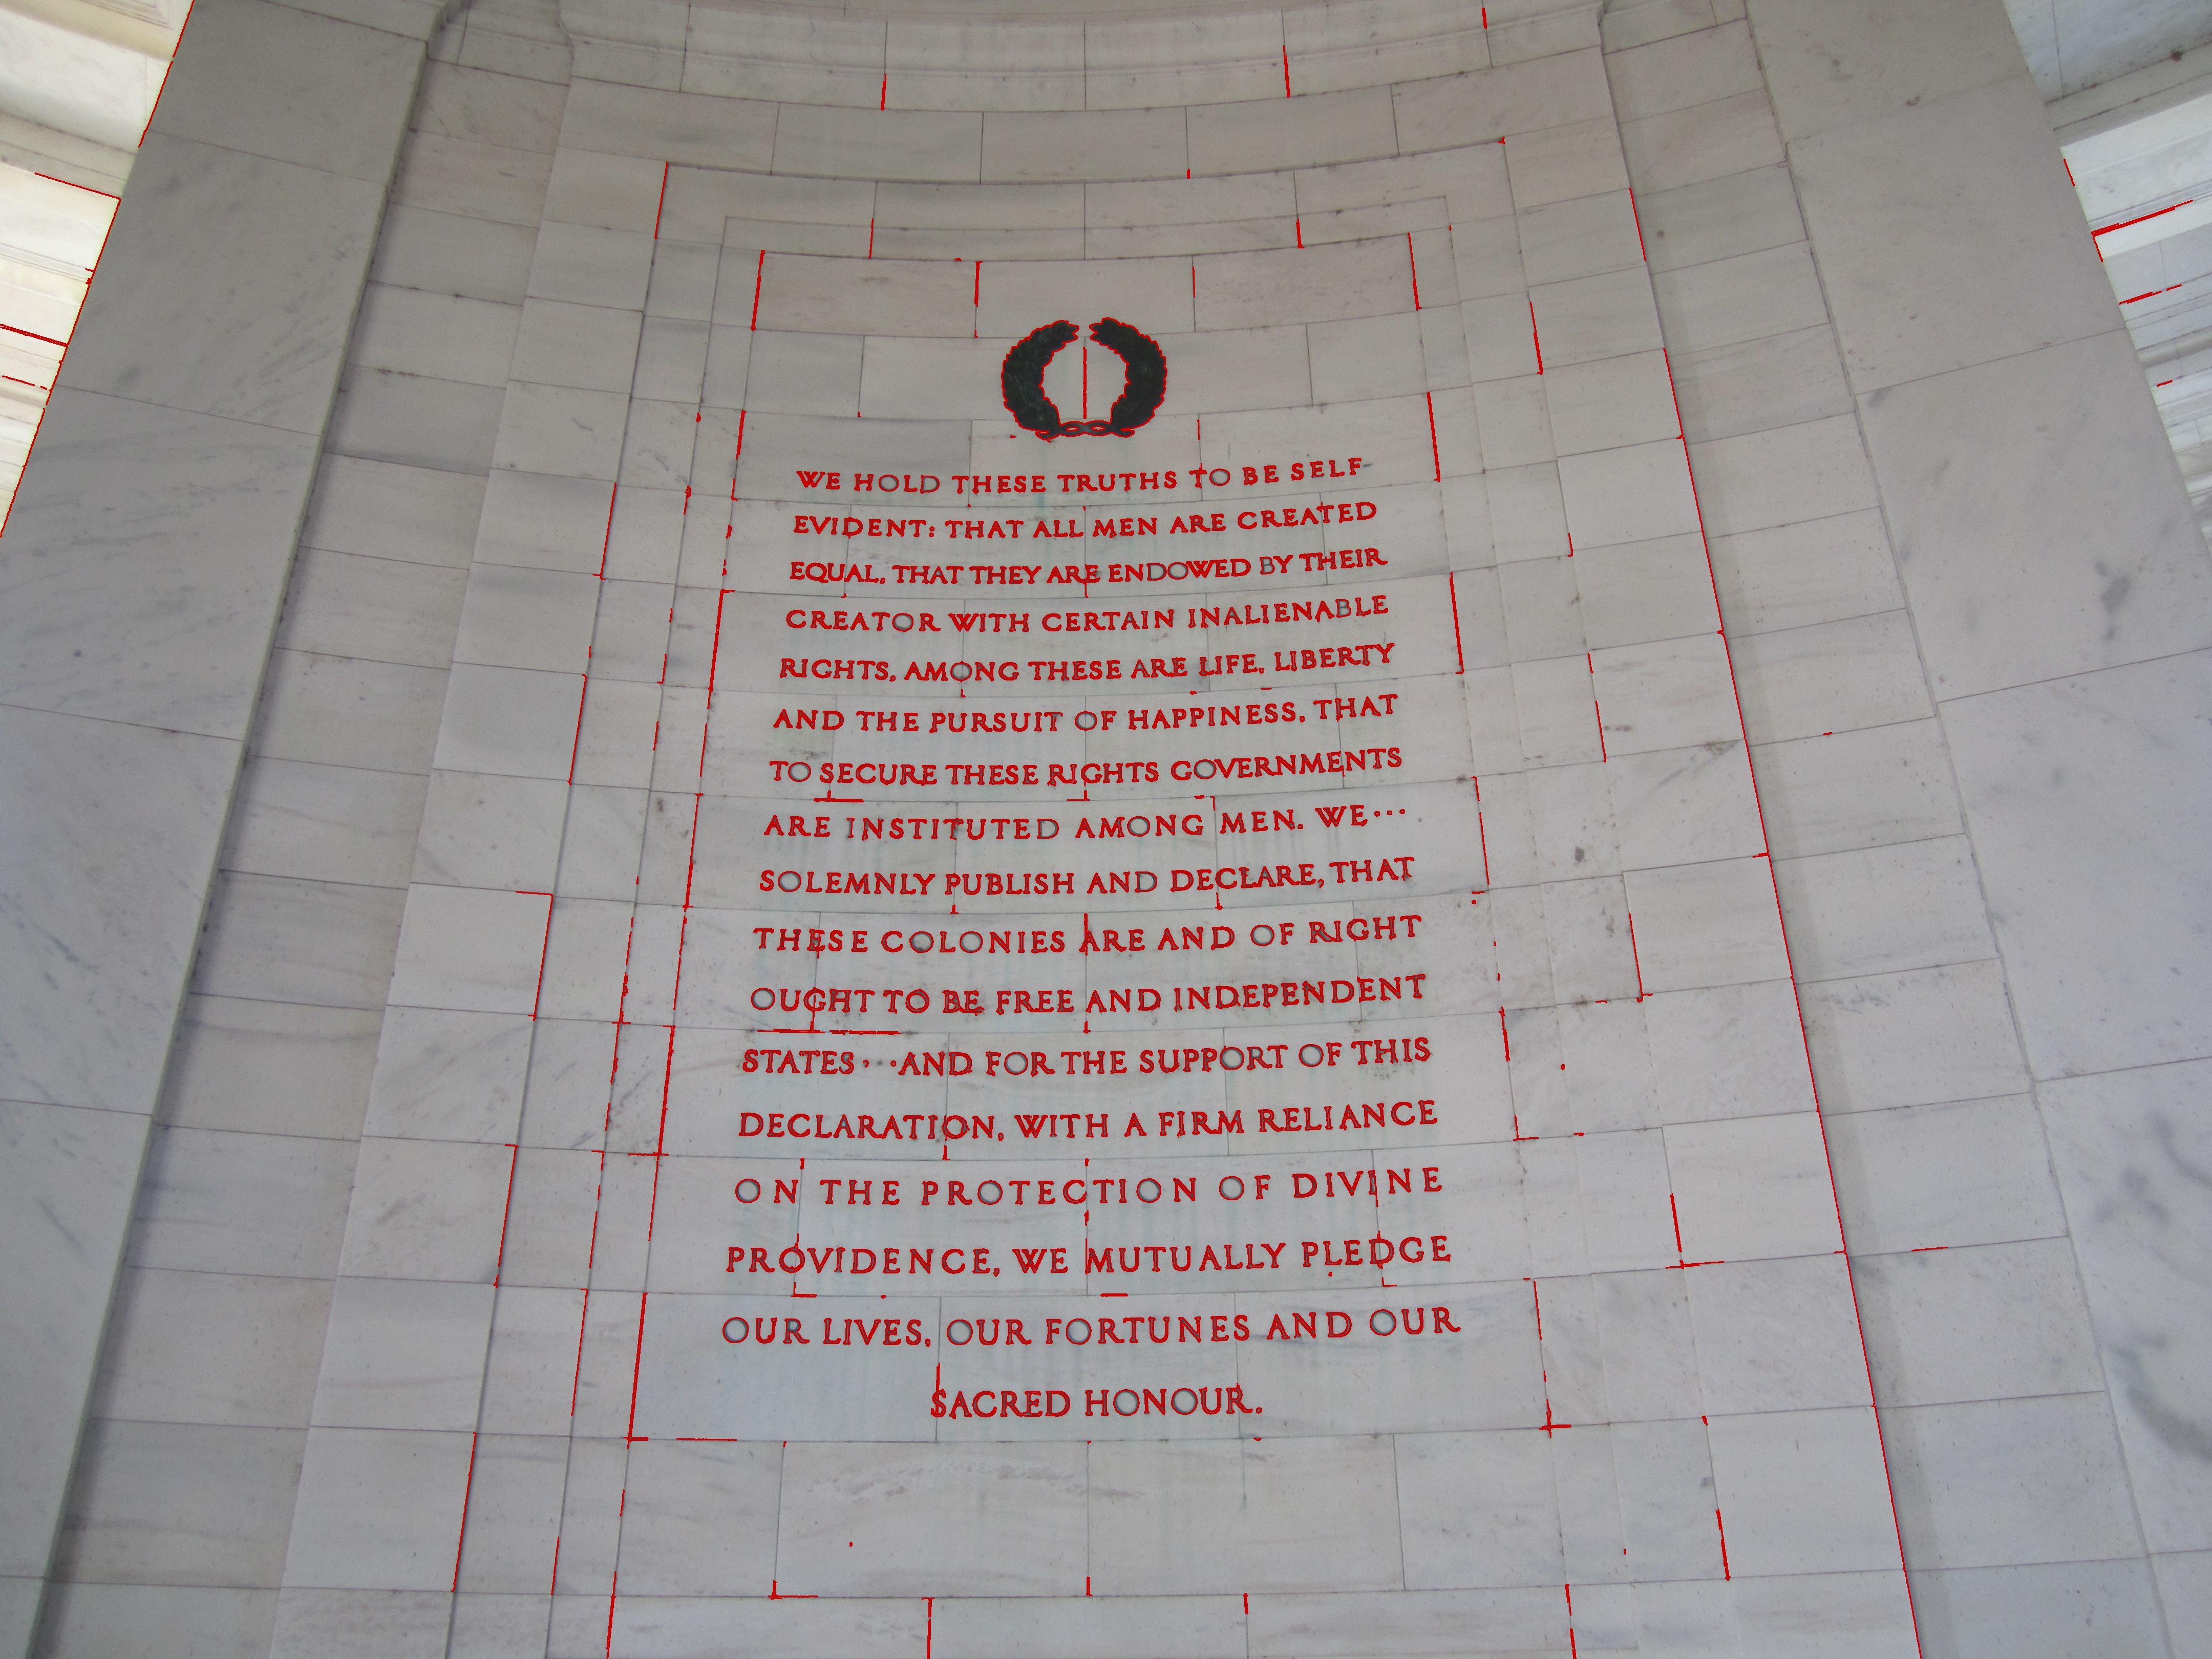 WE HOLD THESE TRUTHS TO BE SELF-
EVIDENT: THAT ALL MEN ARE CREATED
EQUAL, THAT THEY ARE ENDOWED BY THEIR
CREATOR WITH CERTAIN INALIENABLE
RIGHTS, AMONG THESE ARE LIFE, LIBERTY
AND THE PURSUIT OF HAPPINESS, THAT
TO SECURE THESE RIGHTS GOVERNMENTS
ARE INSTITUTED AMONG MEN. WE···
SOLEMNLY PUBLISH AND DECLARE, THAT
THESE COLONIES ARE AND OF RIGHT
OUGHT TO BE FREE AND INDEPENDENT
STATES···AND FOR THE SUPPORT OF THIS
DECLARATION, WITH A FIRM RELIANCE
ON THE PROTECTION OF DIVINE
PROVIDENCE, WE MUTUALLY PLEDGE
OUR LIVES, OUR FORTUNES AND OUR
SACRED HONOUR.